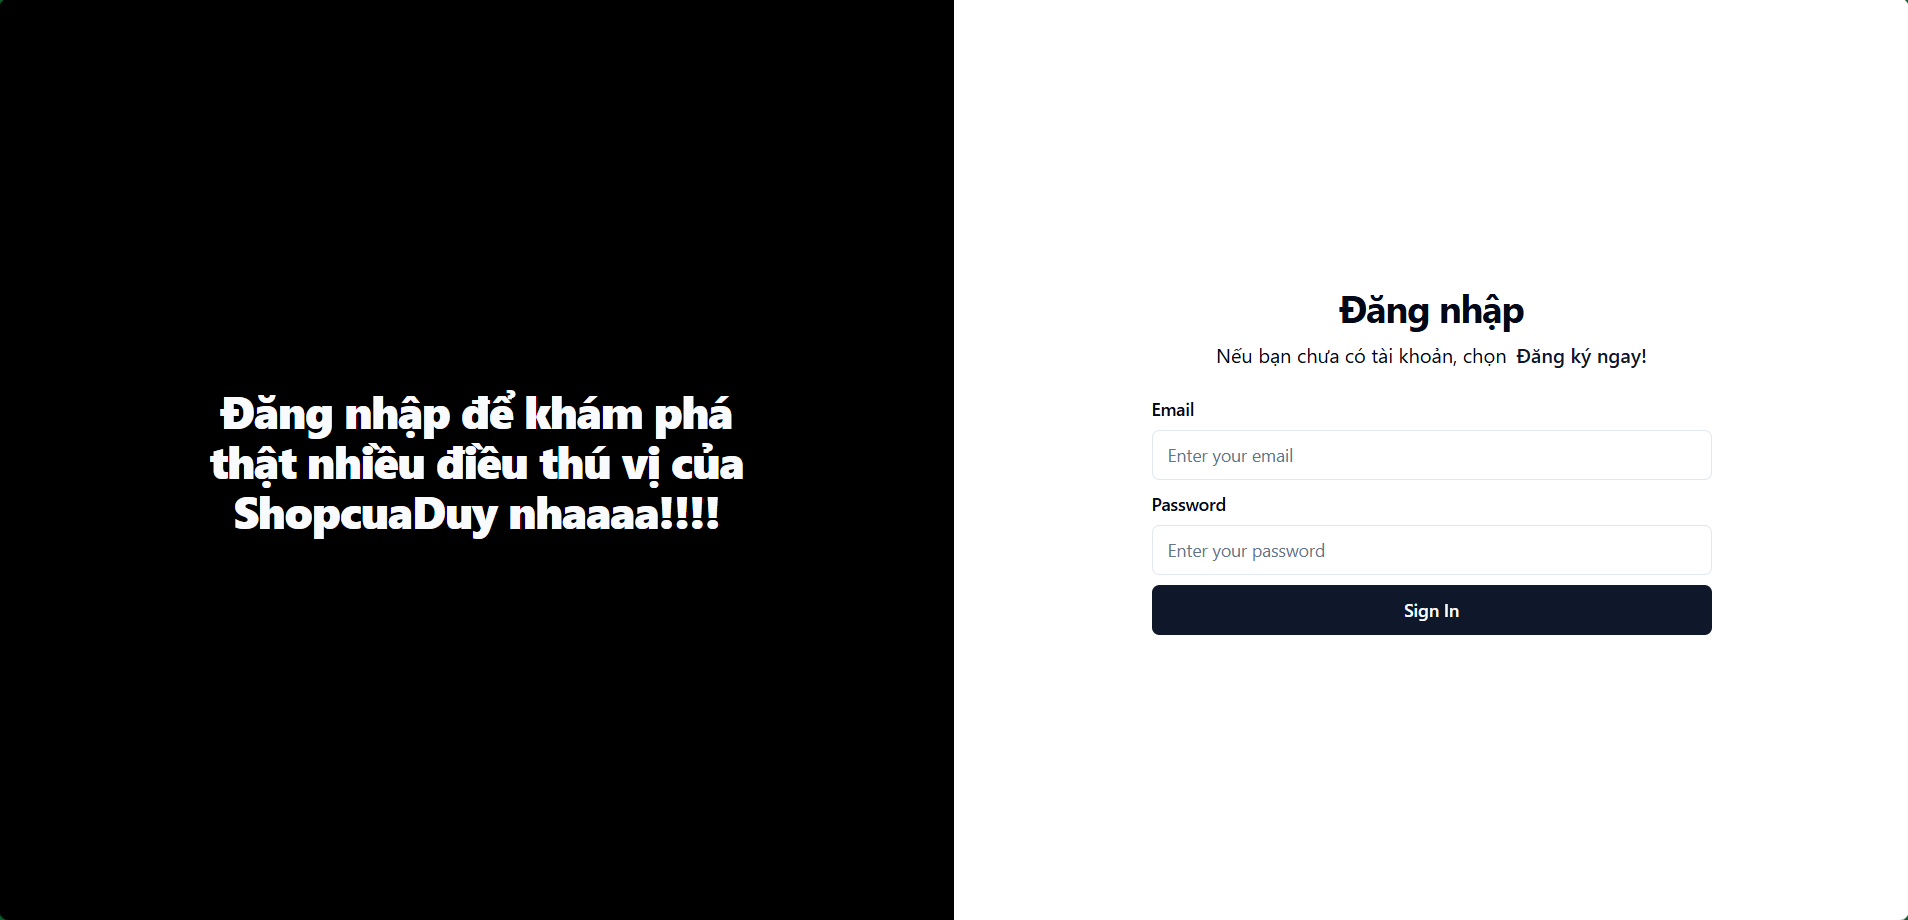 Đăng nhập để khám phá
thật nhiều điều thú vị của
ShopcuaDuy nhaaaa!!!!
Đăng nhập
Nếu bạn chưa có tài khoản, chọn Đăng ký ngay!
Email
Enter your email
Password
Enter your password
Sign In